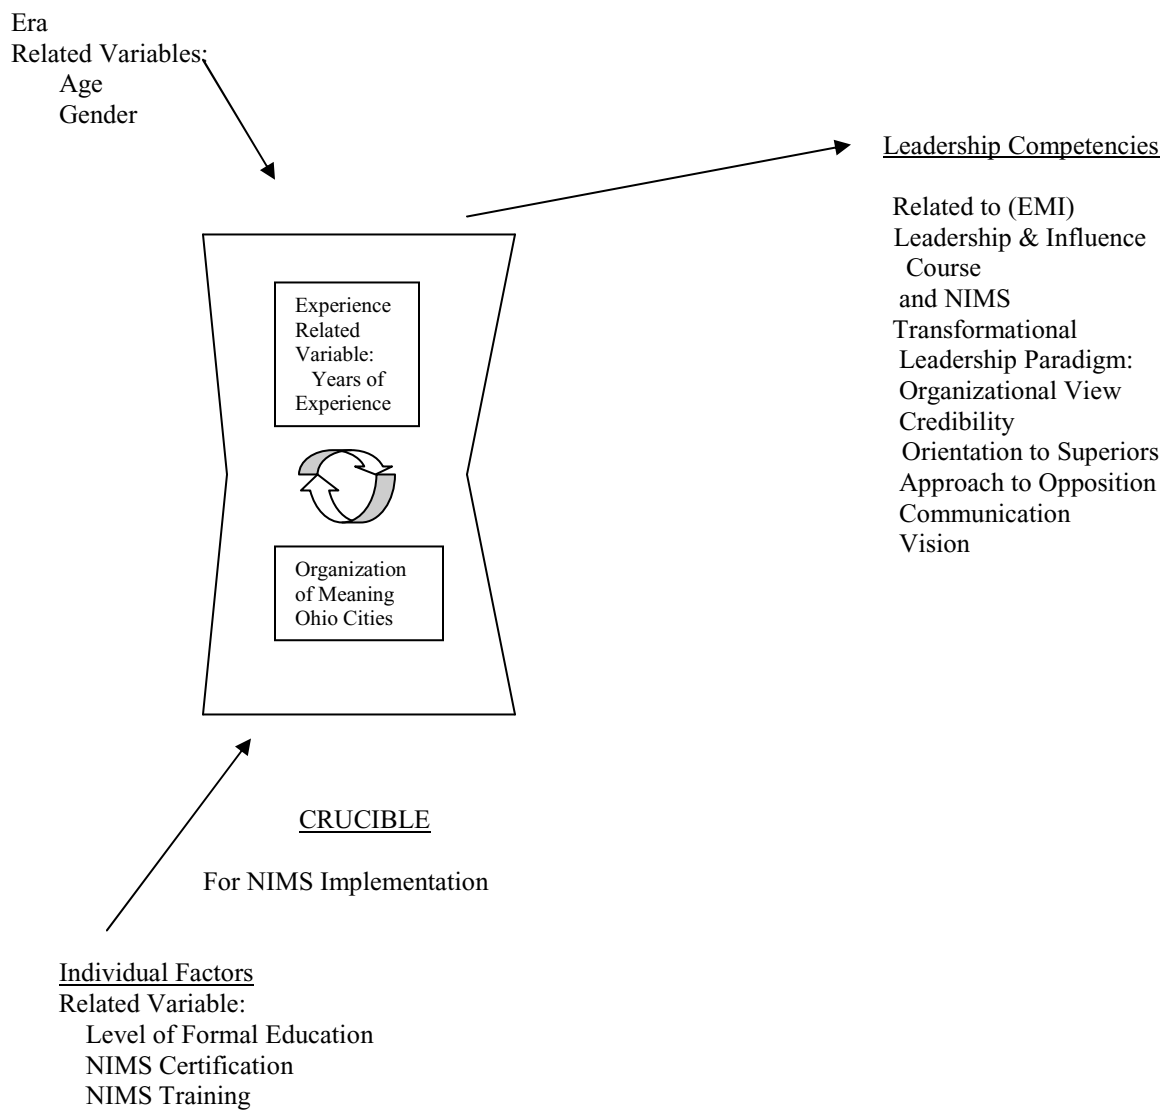 Era
Related Variables:
Age
Gender
Leadership Competencies
Related to (EMI)
Leadership & Influence
Course
and NIMS
Transformational
Leadership Paradigm:
Organizational View
Credibility
Orientation to Superiors
Approach to Opposition
Communication
Vision
Experience
Related
Variable:
Years of
Experience
Organization
of Meaning
Ohio Cities
CRUCIBLE
For NIMS Implementation
Individual Factors
Related Variable:
Level of Formal Education
NIMS Certification
NIMS Training